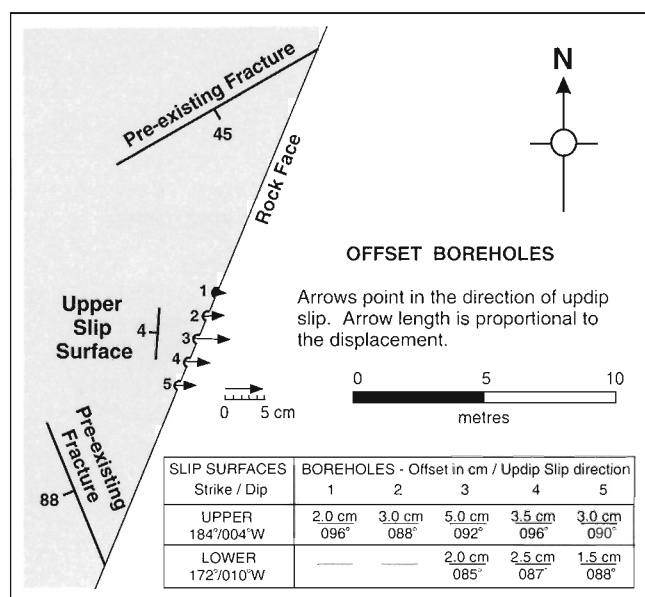 Pre-existing Fracture
45
Rock Face
N
OFFSET BOREHOLES
Arrows point in the direction of updip
slip. Arrow length is proportional to
the displacement.
Upper
Slip
Surface
4
1
2
3
4
5
0 5 cm
0 5 10
metres
Pre-existing
Fracture
88
SLIP SURFACES BOREHOLES - Offset in cm / Updip Slip direction
Strike / Dip 1 2 3 4 5
UPPER 2.0 cm 3.0 cm 5.0 cm 3.5 cm 3.0 cm
184°/004°W 096° 088° 092° 096° 090°
LOWER — — 2.0 cm 2.5 cm 1.5 cm
172°/010°W 085° 087° 088°